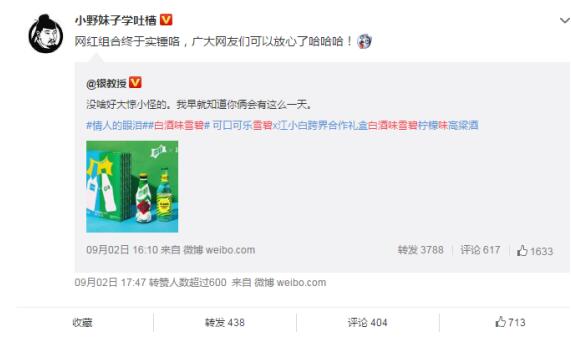 小野妹子学吐槽
网红组合终于实锤咯，广大网友们可以放心了哈哈哈！
@银教授
没啥好大惊小怪的。我早就知道你俩会有这么一天。
#情人的眼泪##白酒味雪碧# 可口可乐雪碧x江小白跨界合作礼盒白酒味雪碧柠檬味高粱酒
09月02日 16:10 来自 微博 weibo.com 转发 3788 评论 617 1633
09月02日 17:47 转赞人数超过600 来自 微博 weibo.com
收藏 转发 438 评论 404 713